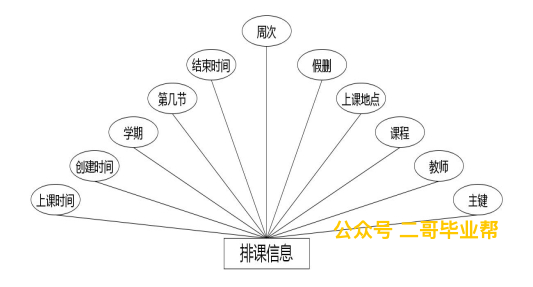 周次
结束时间
假删
第几节
上课地点
学期
课程
创建时间
教师
上课时间
主键
公众号 二哥毕业帮
排课信息